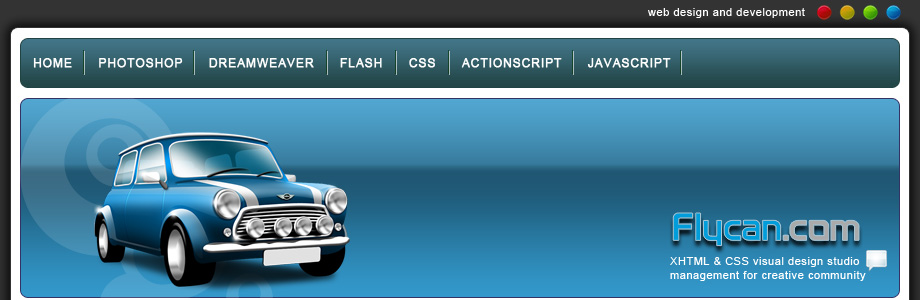 web design and development
HOME PHOTOSHOP DREAMWEAVER FLASH CSS ACTIONSCRIPT JAVASCRIPT
Flycan.com
XHTML & CSS visual design studio
management for creative community